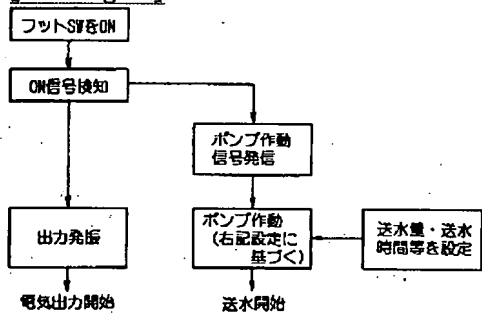 フットSWをON
ON信号検知
ポンプ作動
信号発信
出力発振
ポンプ作動
(右記設定に
基づく)
送水量・送水
時間等を設定
電気出力開始
送水開始